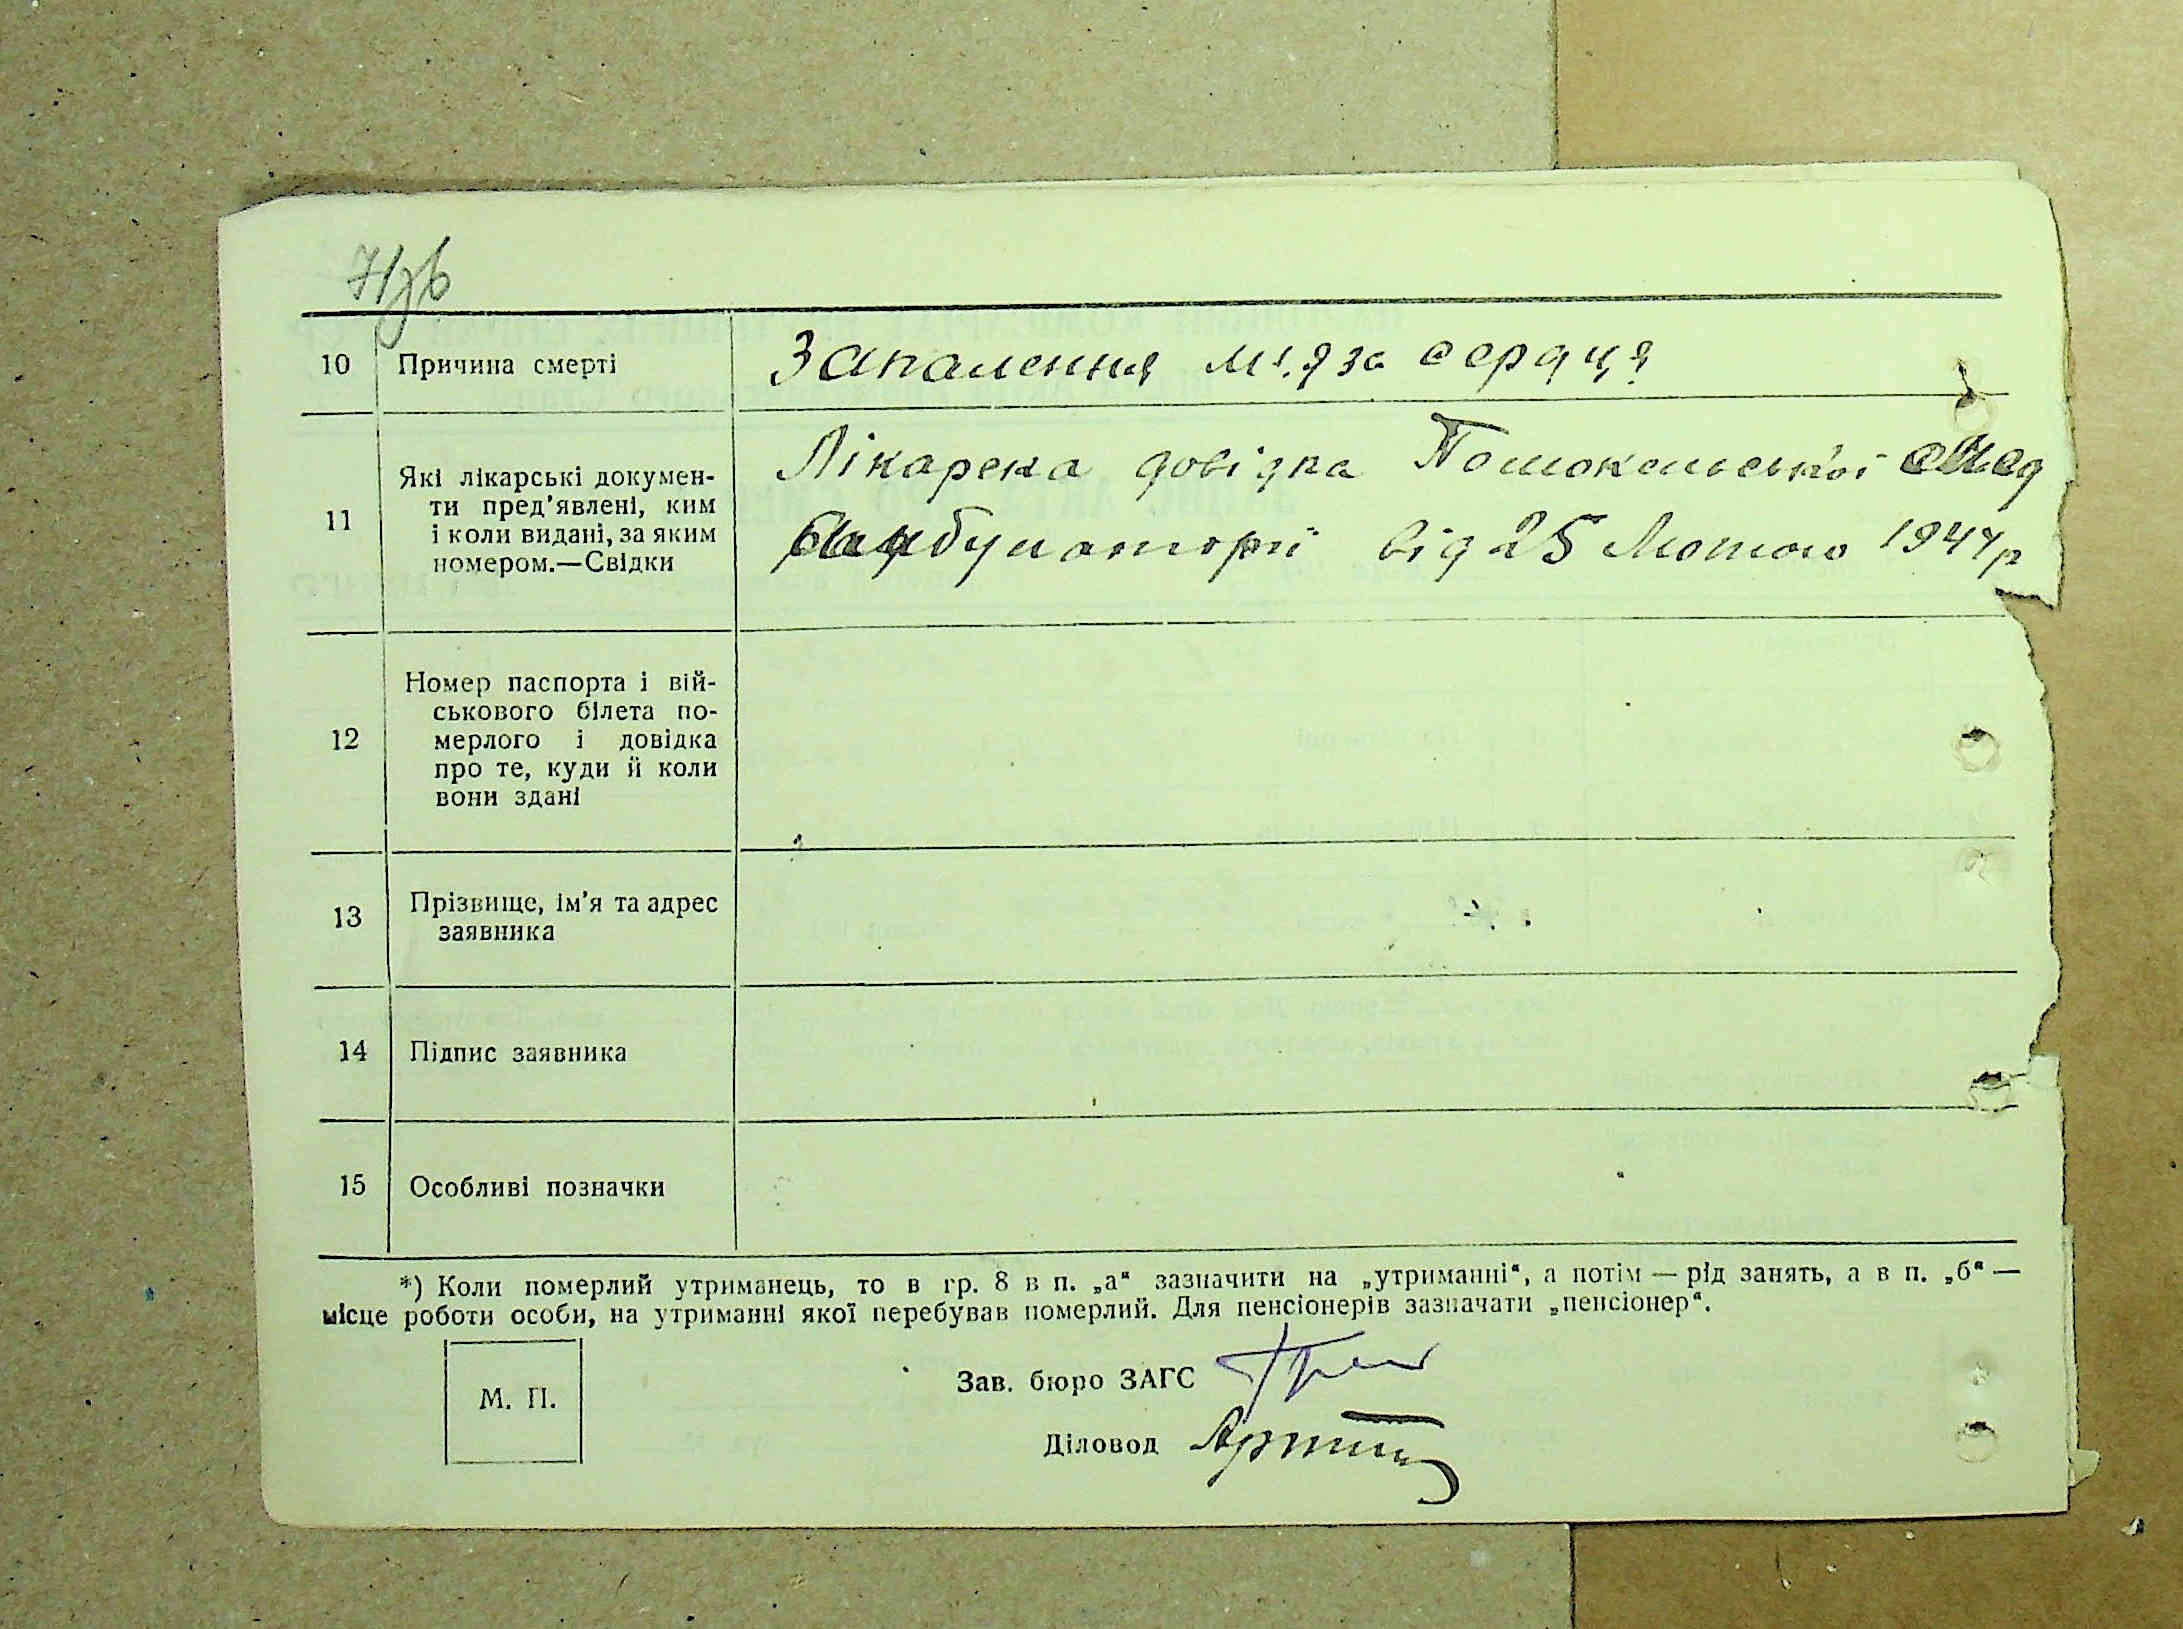 71зв
10 Причина смерті Запалення м'яза серця
11 Які лікарські докумен-
ти пред'явлені, ким
і коли видані, за яким
номером.—Свідки
Лікарска довідка
від 25 Лютого 1944р
12 Номер паспорта і вій-
ськового білета по-
мерлого і довідка
про те, куди й коли
вони здані
13 Прізвище, ім'я та адрес
заявника
14 Підпис заявника
15 Особливі позначки
*) Коли померлий утриманець, то в гр. 8 в п. „а“ зазначити на „утриманні“, а потім — рід занять, а в п. „б“ —
місце роботи особи, на утриманні якої перебував померлий. Для пенсіонерів зазначати „пенсіонер“.
М. П.
Зав. бюро ЗАГС
Діловод